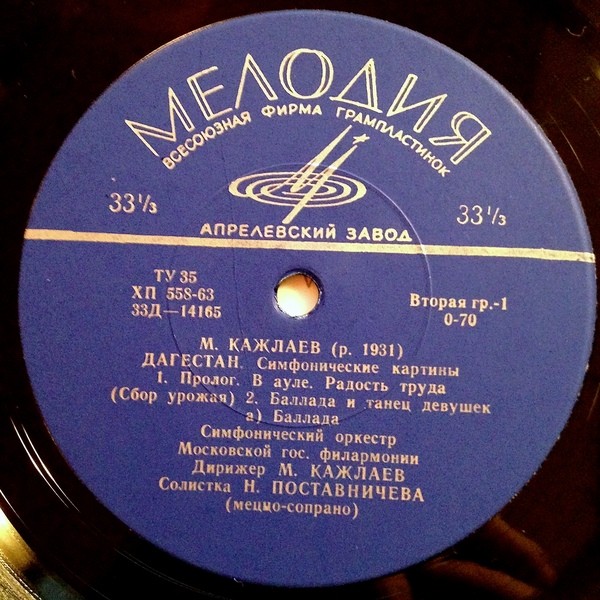 МЕЛОДИЯ
ВСЕСОЮЗНАЯ ФИРМА ГРАМПЛАСТИНОК
33⅓
33⅓
АПРЕЛЕВСКИЙ ЗАВОД
ТУ 35
ХП 558-63
33Д—14165
Вторая гр.-1
0-70
М. КАЖЛАЕВ (р. 1931)
ДАГЕСТАН. Симфонические картины
1. Пролог. В ауле. Радость труда
(Сбор урожая) 2. Баллада и танец девушек
а) Баллада
Симфонический оркестр
Московской гос. филармонии
Дирижер М. КАЖЛАЕВ
Солистка Н. ПОСТАВНИЧЕВА
(меццо-сопрано)